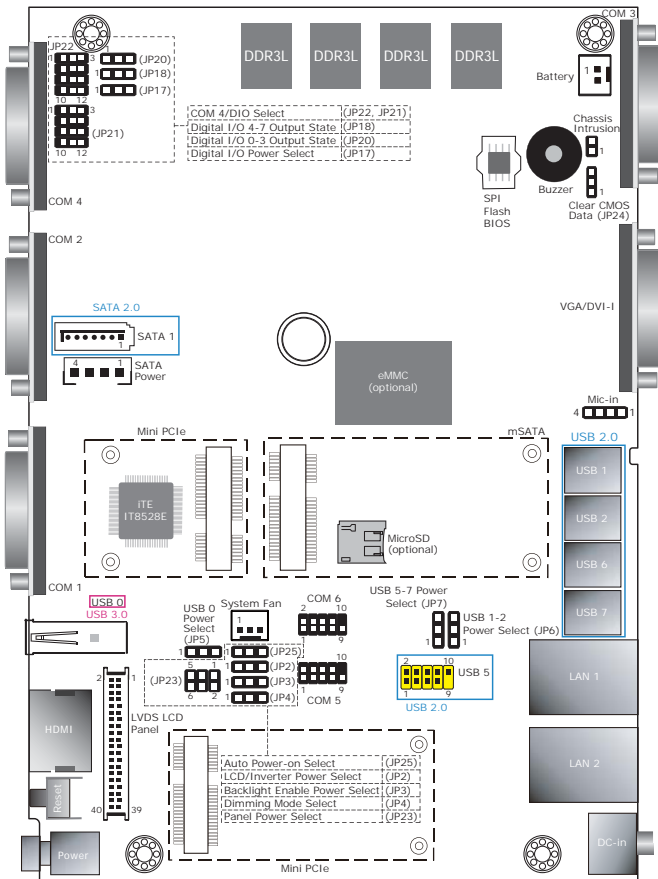 COM 3
JP22
1
3
1
(JP20)
1
(JP18)
1
(JP17)
10 12
1
3
(JP21)
10 12
DDR3L
DDR3L
DDR3L
DDR3L
Battery
1
COM 4/DIO Select (JP22, JP21)
Digital I/O 4-7 Output State (JP18)
Digital I/O 0-3 Output State (JP20)
Digital I/O Power Select (JP17)
Chassis
Intrusion
1
SPI
Flash
BIOS
Buzzer
1
Clear CMOS
Data (JP24)
COM 4
COM 2
SATA 2.0
SATA 1
1
4 1
SATA
Power
VGA/DVI-I
eMMC
(optional)
Mic-in
4 1
Mini PCIe
mSATA
USB 2.0
USB 1
USB 2
USB 6
USB 7
iTE
IT8528E
MicroSD
(optional)
COM 1
USB 0
USB 3.0
USB 0
Power
Select
(JP5)
1
System Fan
1
COM 6
2 10
1 9
USB 5-7 Power
Select (JP7)
1
1
USB 1-2
Power Select (JP6)
1
(JP25)
1
(JP2)
1
(JP3)
1
(JP4)
5 1
(JP23)
6 2
10
1 9
COM 5
2 10
USB 5
1 9
USB 2.0
LAN 1
LAN 2
2 1
LVDS LCD
Panel
40 39
HDMI
Reset
Power
Auto Power-on Select (JP25)
LCD/Inverter Power Select (JP2)
Backlight Enable Power Select (JP3)
Dimming Mode Select (JP4)
Panel Power Select (JP23)
Mini PCIe
DC-in